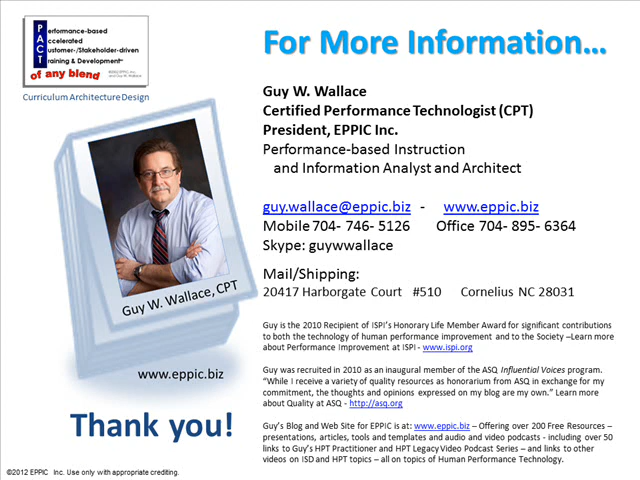 Performance-based
Accelerated
Customer-/Stakeholder-driven
Training & Development℠
PACT
of any blend
Curriculum Architecture Design
For More Information…
Guy W. Wallace
Certified Performance Technologist (CPT)
President, EPPIC Inc.
Performance-based Instruction
and Information Analyst and Architect
guy.wallace@eppic.biz - www.eppic.biz
Mobile 704- 746- 5126 Office 704- 895- 6364
Skype: guywwallace
Mail/Shipping:
20417 Harborgate Court #510 Cornelius NC 28031
Guy W. Wallace, CPT
www.eppic.biz
Thank you!
Guy is the 2010 Recipient of ISPI's Honorary Life Member Award for significant contributions
to both the technology of human performance improvement and to the Society –Learn more
about Performance Improvement at ISPI - www.ispi.org
Guy was recruited in 2010 as an inaugural member of the ASQ Influential Voices program.
"While I receive a variety of quality resources as honorarium from ASQ in exchange for my
commitment, the thoughts and opinions expressed on my blog are my own." Learn more
about Quality at ASQ - http://asq.org
Guy's Blog and Web Site for EPPIC is at: www.eppic.biz – Offering over 200 Free Resources –
presentations, articles, tools and templates and audio and video podcasts - including over 50
links to Guy's HPT Practitioner and HPT Legacy Video Podcast Series – and links to other
videos on ISD and HPT topics – all on topics of Human Performance Technology.
©2012 EPPIC Inc. Use only with appropriate crediting.